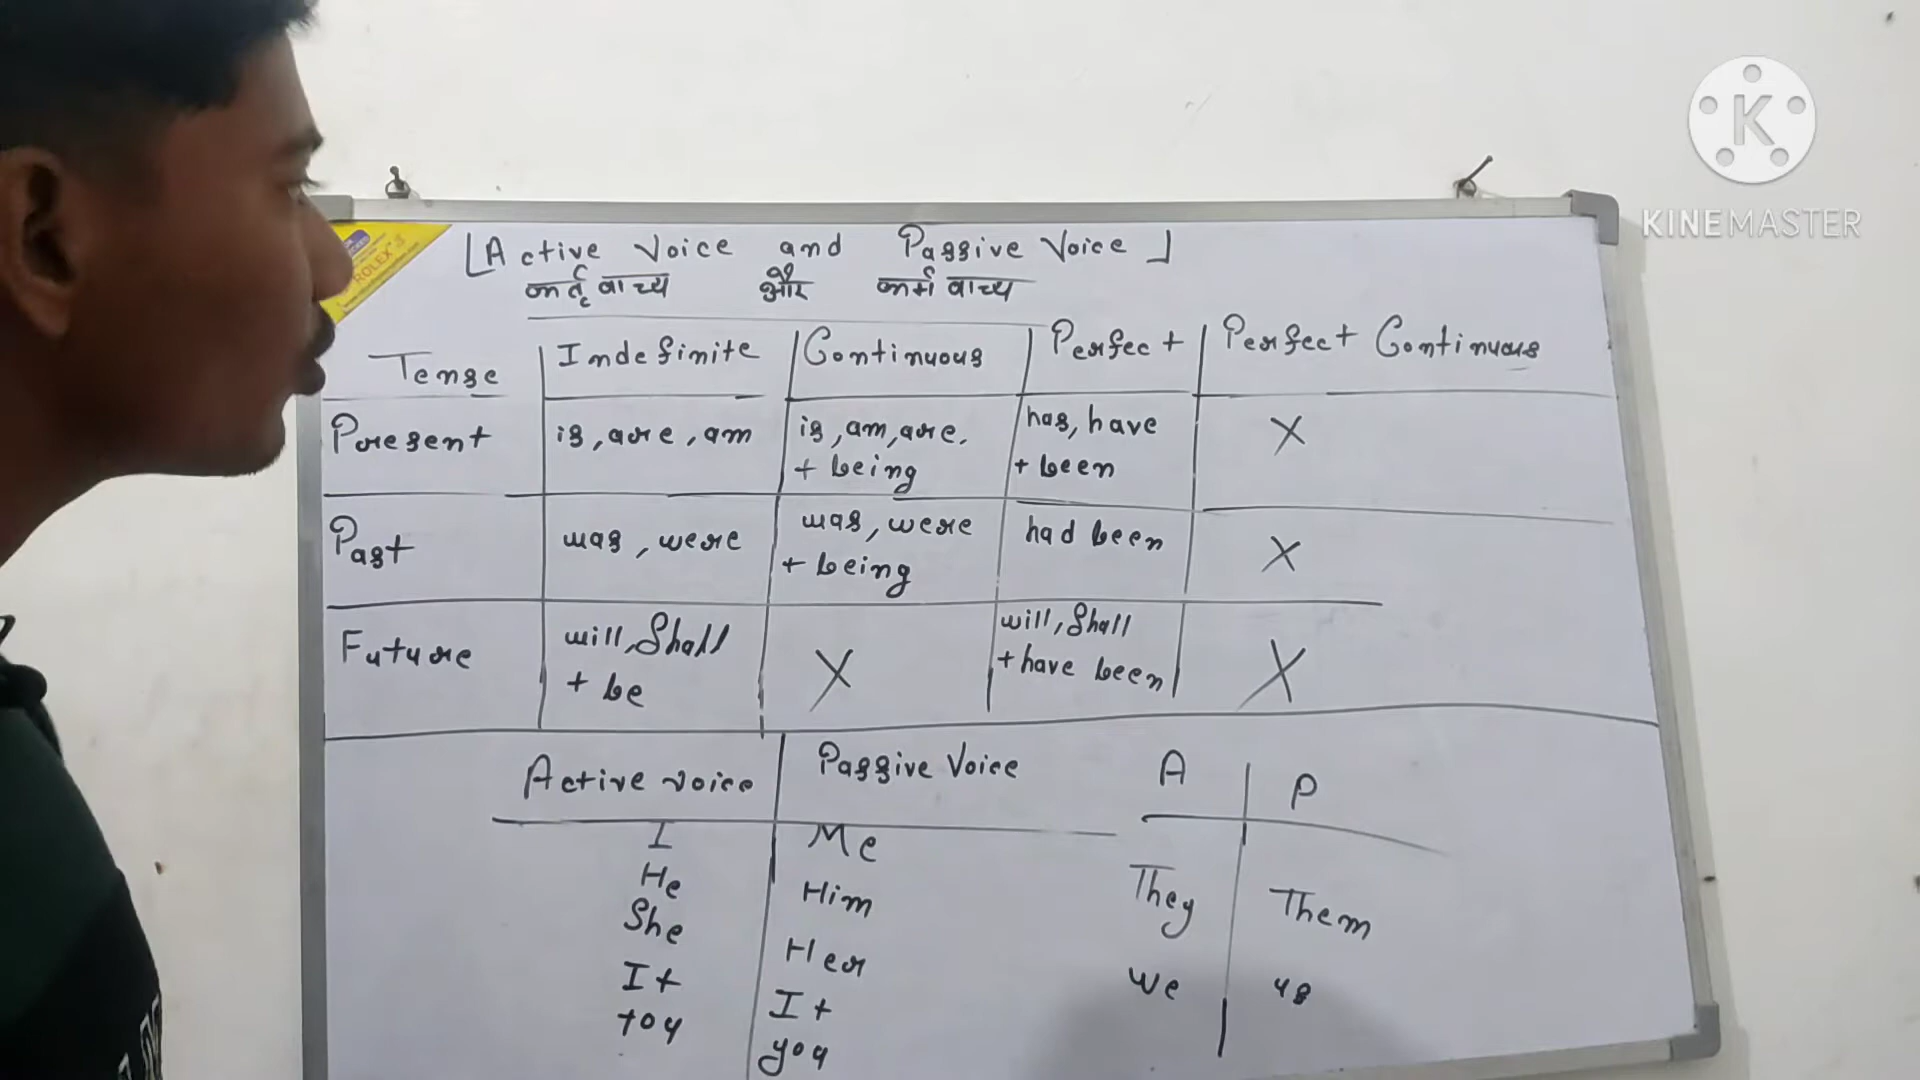 KINEMASTER
ROLEX
[Active Voice and Passive Voice]
कर्तृ वाच्य और कर्म वाच्य
Tense Indefinite Continuous Perfect Perfect Continuous
Present is, are, am is, am, are. has, have X
+ being + been
Past was, were was, were had been X
+ being
Future will, Shall X will, Shall X
+ be + have been
Active voice Passive Voice A P
I Me
He Him They Them
She Her
It It we us
you you